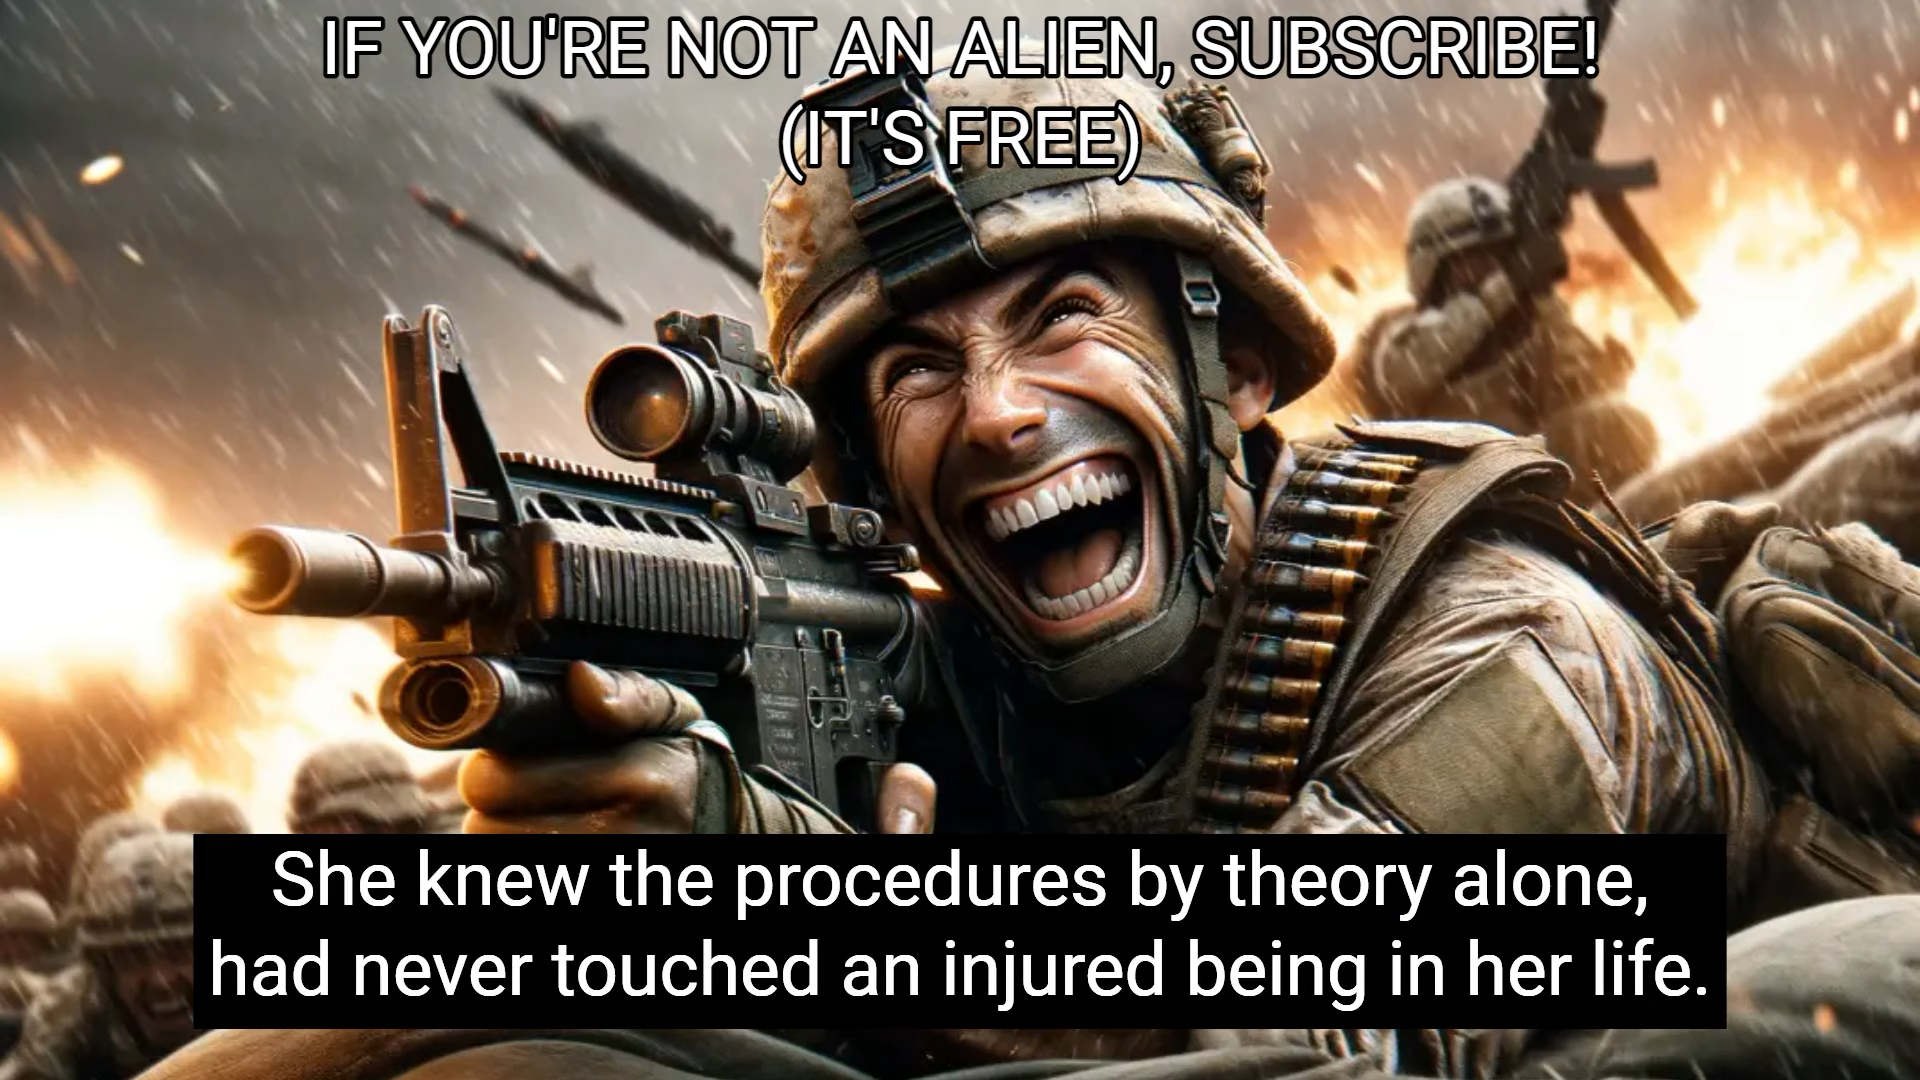 IF YOU'RE NOT AN ALIEN, SUBSCRIBE!
(IT'S FREE)
She knew the procedures by theory alone,
had never touched an injured being in her life.